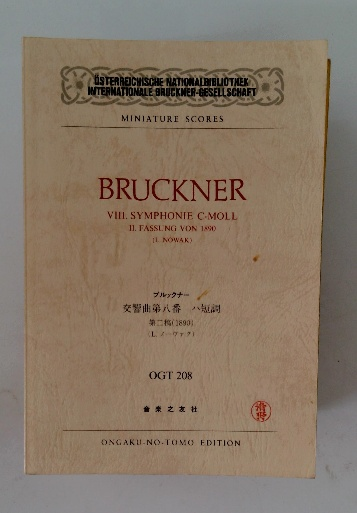 ÖSTERREICHISCHE NATIONALBIBLIOTHEK
INTERNATIONALE BRUCKNER-GESELLSCHAFT
MINIATURE SCORES
BRUCKNER
VIII. SYMPHONIE C-MOLL
II. FASSUNG VON 1890
(L. NOWAK)
ブルックナー
交響曲第八番 ハ短調
第二稿(1890)
(L. ノーヴァク)
OGT 208
音楽之友社
ONGAKU-NO-TOMO EDITION